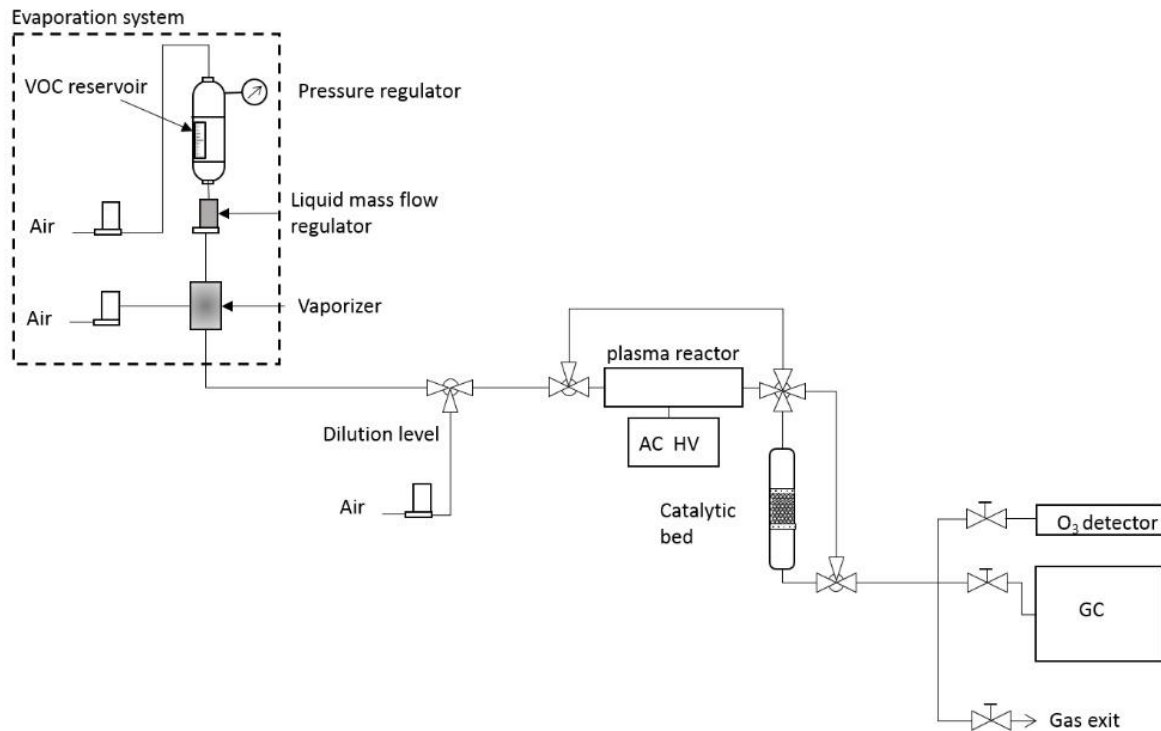 Evaporation system
VOC reservoir
Pressure regulator
Liquid mass flow
regulator
Air
Air
Vaporizer
plasma reactor
Dilution level
AC HV
Air
Catalytic
bed
O₃ detector
GC
Gas exit